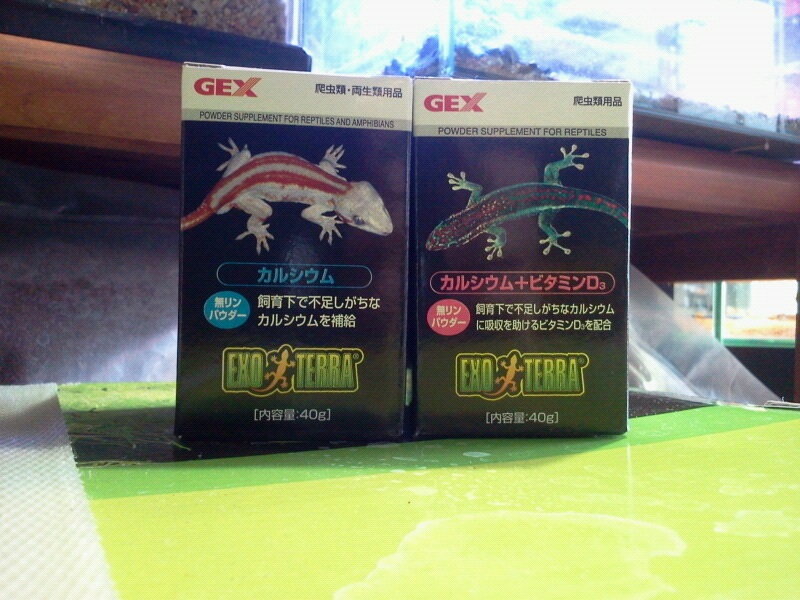 GEX
爬虫類・両生類用品
POWDER SUPPLEMENT FOR REPTILES AND AMPHIBIANS
カルシウム
無リン
パウダー
飼育下で不足しがちな
カルシウムを補給
EXO TERRA®
[内容量:40g]
GEX
爬虫類用品
POWDER SUPPLEMENT FOR REPTILES
カルシウム+ビタミンD₃
無リン
パウダー
飼育下で不足しがちなカルシウム
に吸収を助けるビタミンD₃を配合
EXO TERRA®
[内容量:40g]